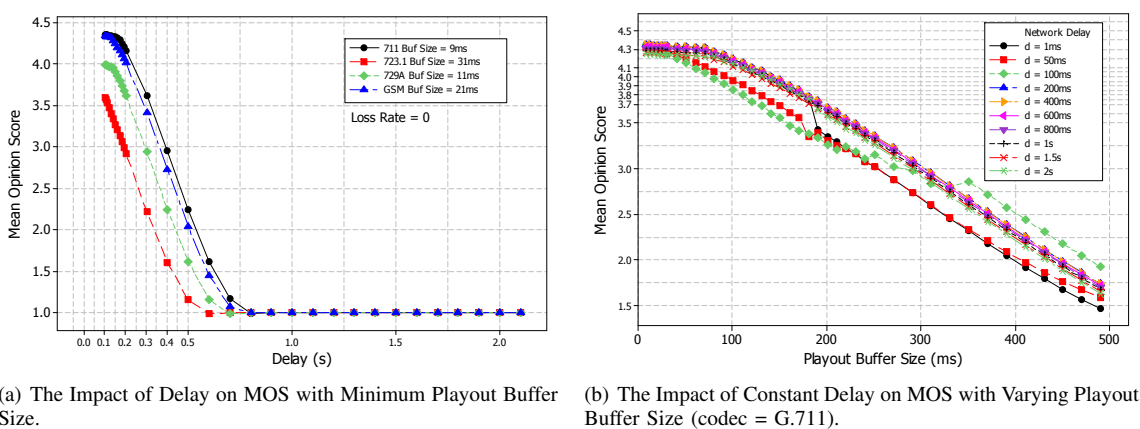 4.5
4.0
3.5
3.0
2.5
2.0
1.5
1.0
Mean Opinion Score
0.0 0.1 0.2 0.3 0.4 0.5 1.0 1.5 2.0
Delay (s)
711 Buf Size = 9ms
723.1 Buf Size = 31ms
729A Buf Size = 11ms
GSM Buf Size = 21ms
Loss Rate = 0
4.5
4.3
4.1
4.0
3.9
3.8
3.7
3.5
3.0
2.5
2.0
1.5
Mean Opinion Score
0 100 200 300 400 500
Playout Buffer Size (ms)
Network Delay
d = 1ms
d = 50ms
d = 100ms
d = 200ms
d = 400ms
d = 600ms
d = 800ms
d = 1s
d = 1.5s
d = 2s
a) The Impact of Delay on MOS with Minimum Playout Buffer
Size.
(b) The Impact of Constant Delay on MOS with Varying Playout
Buffer Size (codec = G.711).